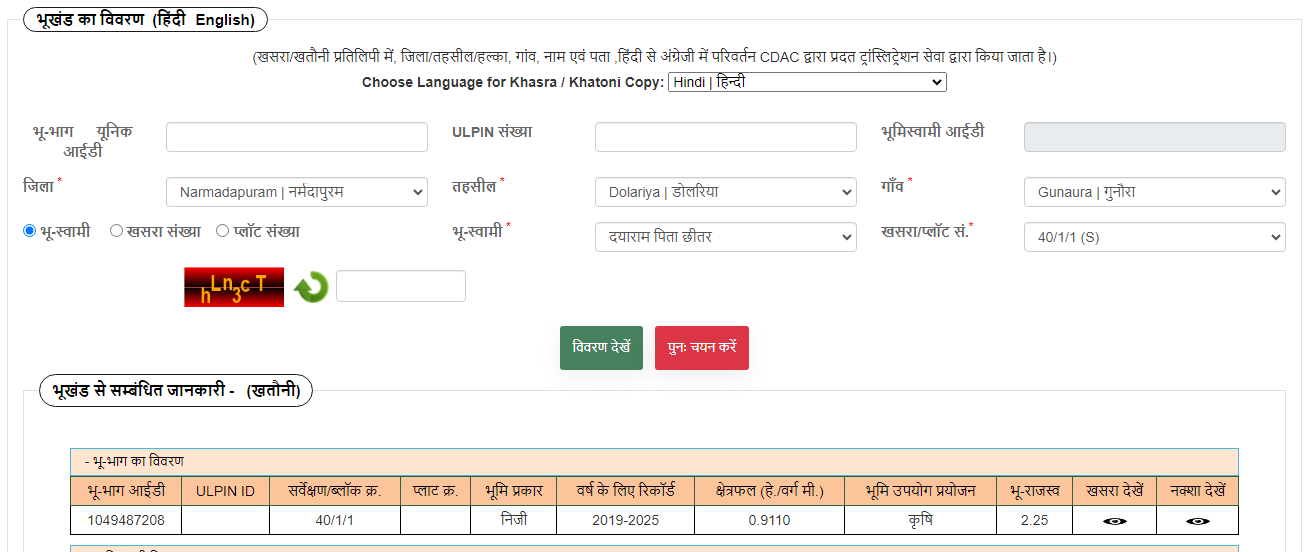 भूखंड का विवरण (हिंदी English)
(खसरा/खतौनी प्रतिलिपी में, जिला/तहसील/हल्का, गांव, नाम एवं पता ,हिंदी से अंग्रेजी में परिवर्तन CDAC द्वारा प्रदत ट्रांस्लिट्रेशन सेवा द्वारा किया जाता है।)
Choose Language for Khasra / Khatoni Copy: Hindi | हिन्दी
भू-भाग यूनिक आईडी
ULPIN संख्या
भूमिस्वामी आईडी
जिला * Narmadapuram | नर्मदापुरम तहसील * Dolariya | डोलरिया गाँव * Gunaura | गुनौरा
भू-स्वामी खसरा संख्या प्लॉट संख्या भू-स्वामी * दयाराम पिता छीतर खसरा/प्लॉट सं.* 40/1/1 (S)
hLn3cT
विवरण देखें पुनः चयन करें
भूखंड से सम्बंधित जानकारी - (खतौनी)
- भू-भाग का विवरण
भू-भाग आईडी ULPIN ID सर्वेक्षण/ब्लॉक क्र. प्लाट क्र. भूमि प्रकार वर्ष के लिए रिकॉर्ड क्षेत्रफल (हे./वर्ग मी.) भूमि उपयोग प्रयोजन भू-राजस्व खसरा देखें नक्शा देखें
1049487208 40/1/1 निजी 2019-2025 0.9110 कृषि 2.25